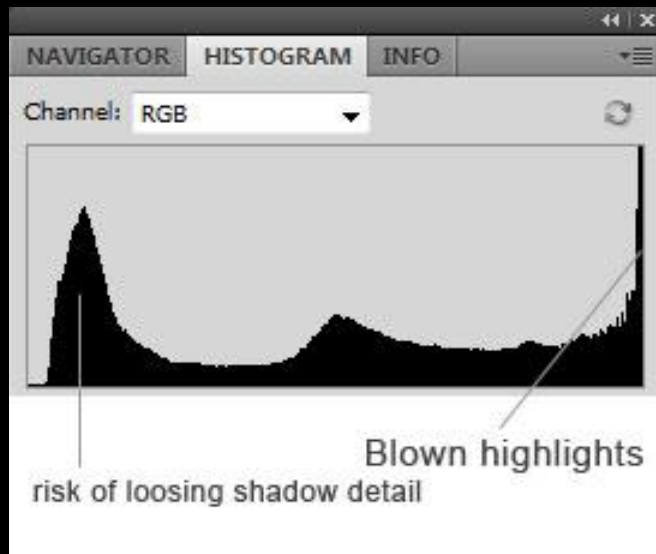 NAVIGATOR HISTOGRAM INFO
Channel: RGB
Blown highlights
risk of loosing shadow detail